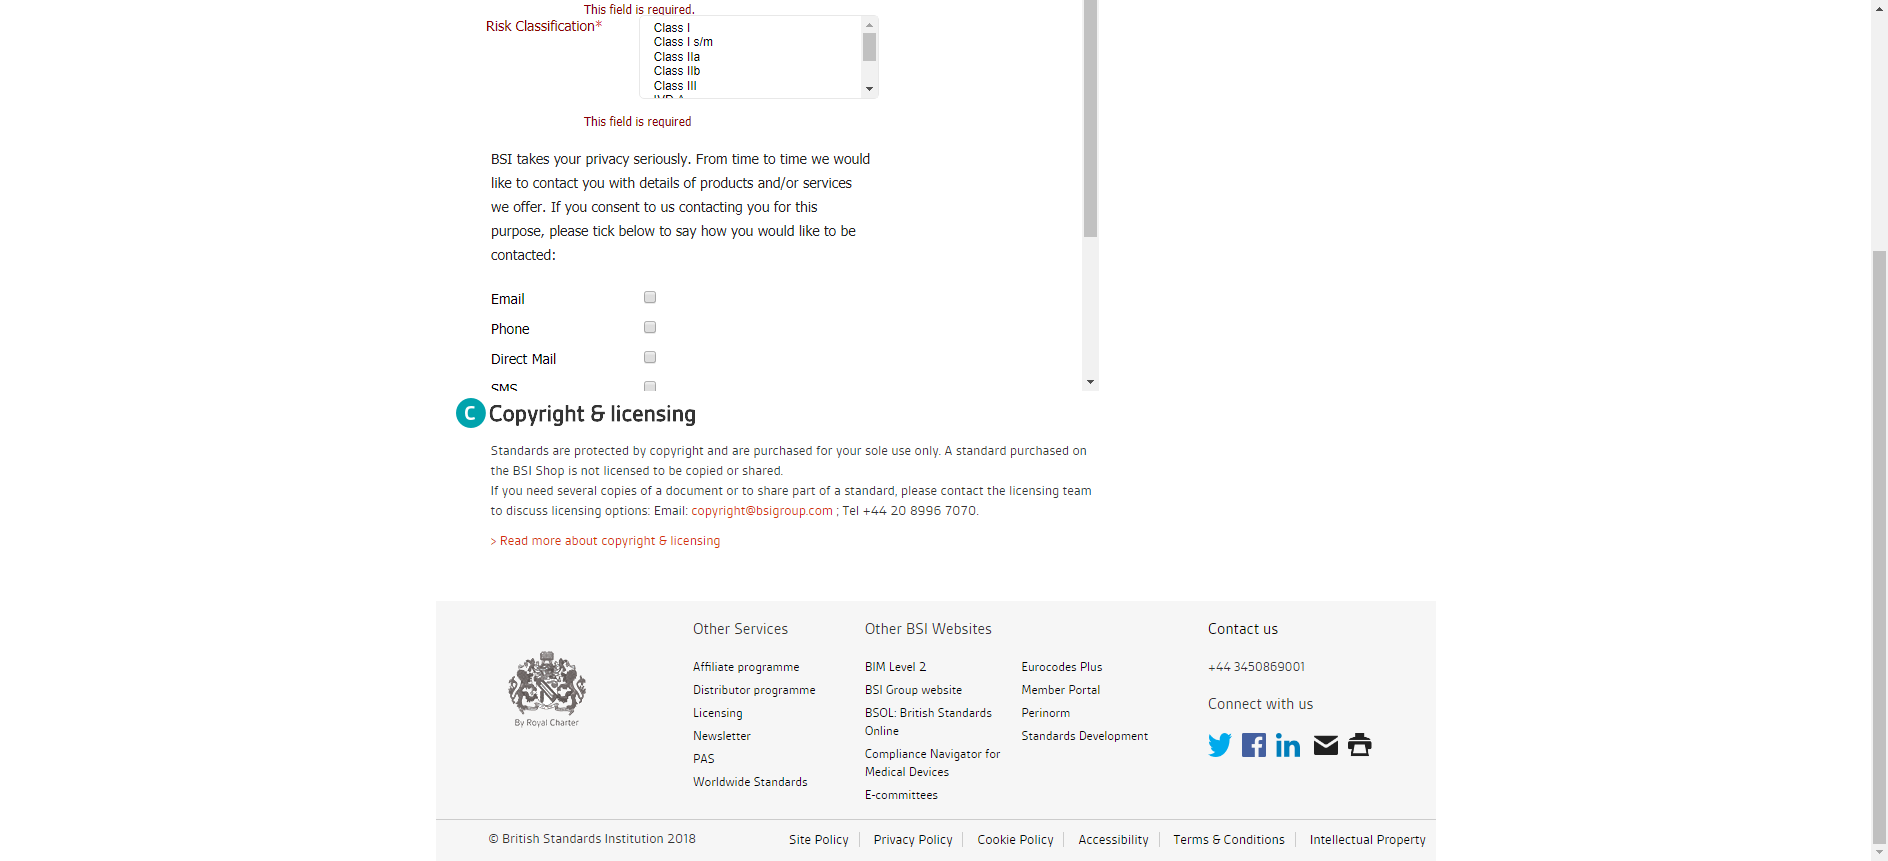 This field is required.
Risk Classification*
Class I
Class I s/m
Class IIa
Class IIb
Class III
This field is required
BSI takes your privacy seriously. From time to time we would
like to contact you with details of products and/or services
we offer. If you consent to us contacting you for this
purpose, please tick below to say how you would like to be
contacted:
Email
Phone
Direct Mail
SMS
C Copyright & licensing
Standards are protected by copyright and are purchased for your sole use only. A standard purchased on
the BSI Shop is not licensed to be copied or shared.
If you need several copies of a document or to share part of a standard, please contact the licensing team
to discuss licensing options: Email: copyright@bsigroup.com ; Tel +44 20 8996 7070.
> Read more about copyright & licensing
By Royal Charter
Other Services
Affiliate programme
Distributor programme
Licensing
Newsletter
PAS
Worldwide Standards
Other BSI Websites
BIM Level 2
BSI Group website
BSOL: British Standards
Online
Compliance Navigator for
Medical Devices
E-committees
Eurocodes Plus
Member Portal
Perinorm
Standards Development
Contact us
+44 3450869001
Connect with us
© British Standards Institution 2018
Site Policy
Privacy Policy
Cookie Policy
Accessibility
Terms & Conditions
Intellectual Property